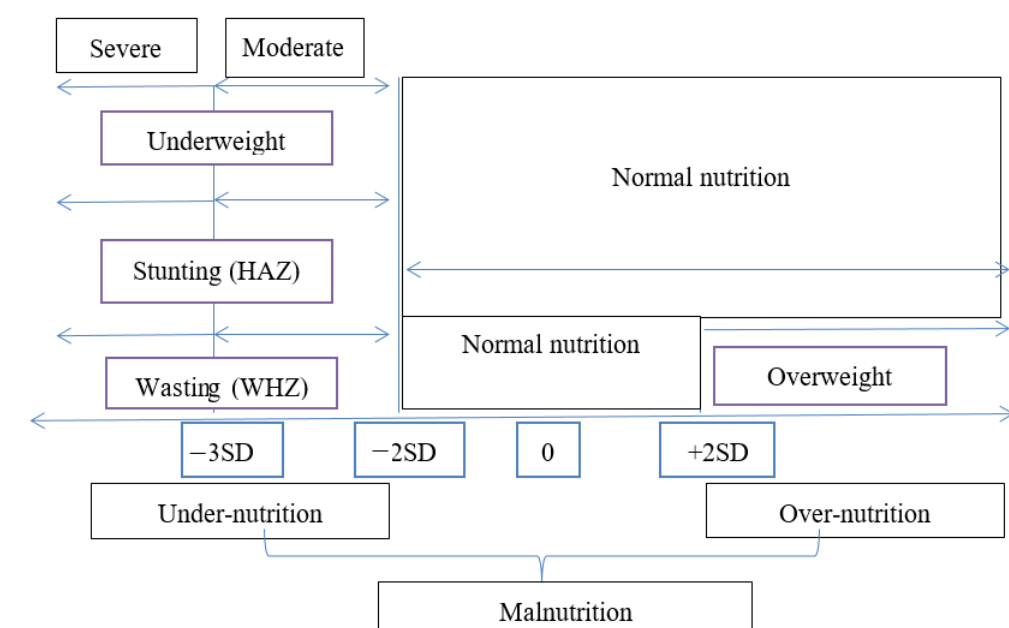 Severe
Moderate
Underweight
Normal nutrition
Stunting (HAZ)
Normal nutrition
Overweight
Wasting (WHZ)
−3SD
−2SD
0
+2SD
Under-nutrition
Over-nutrition
Malnutrition